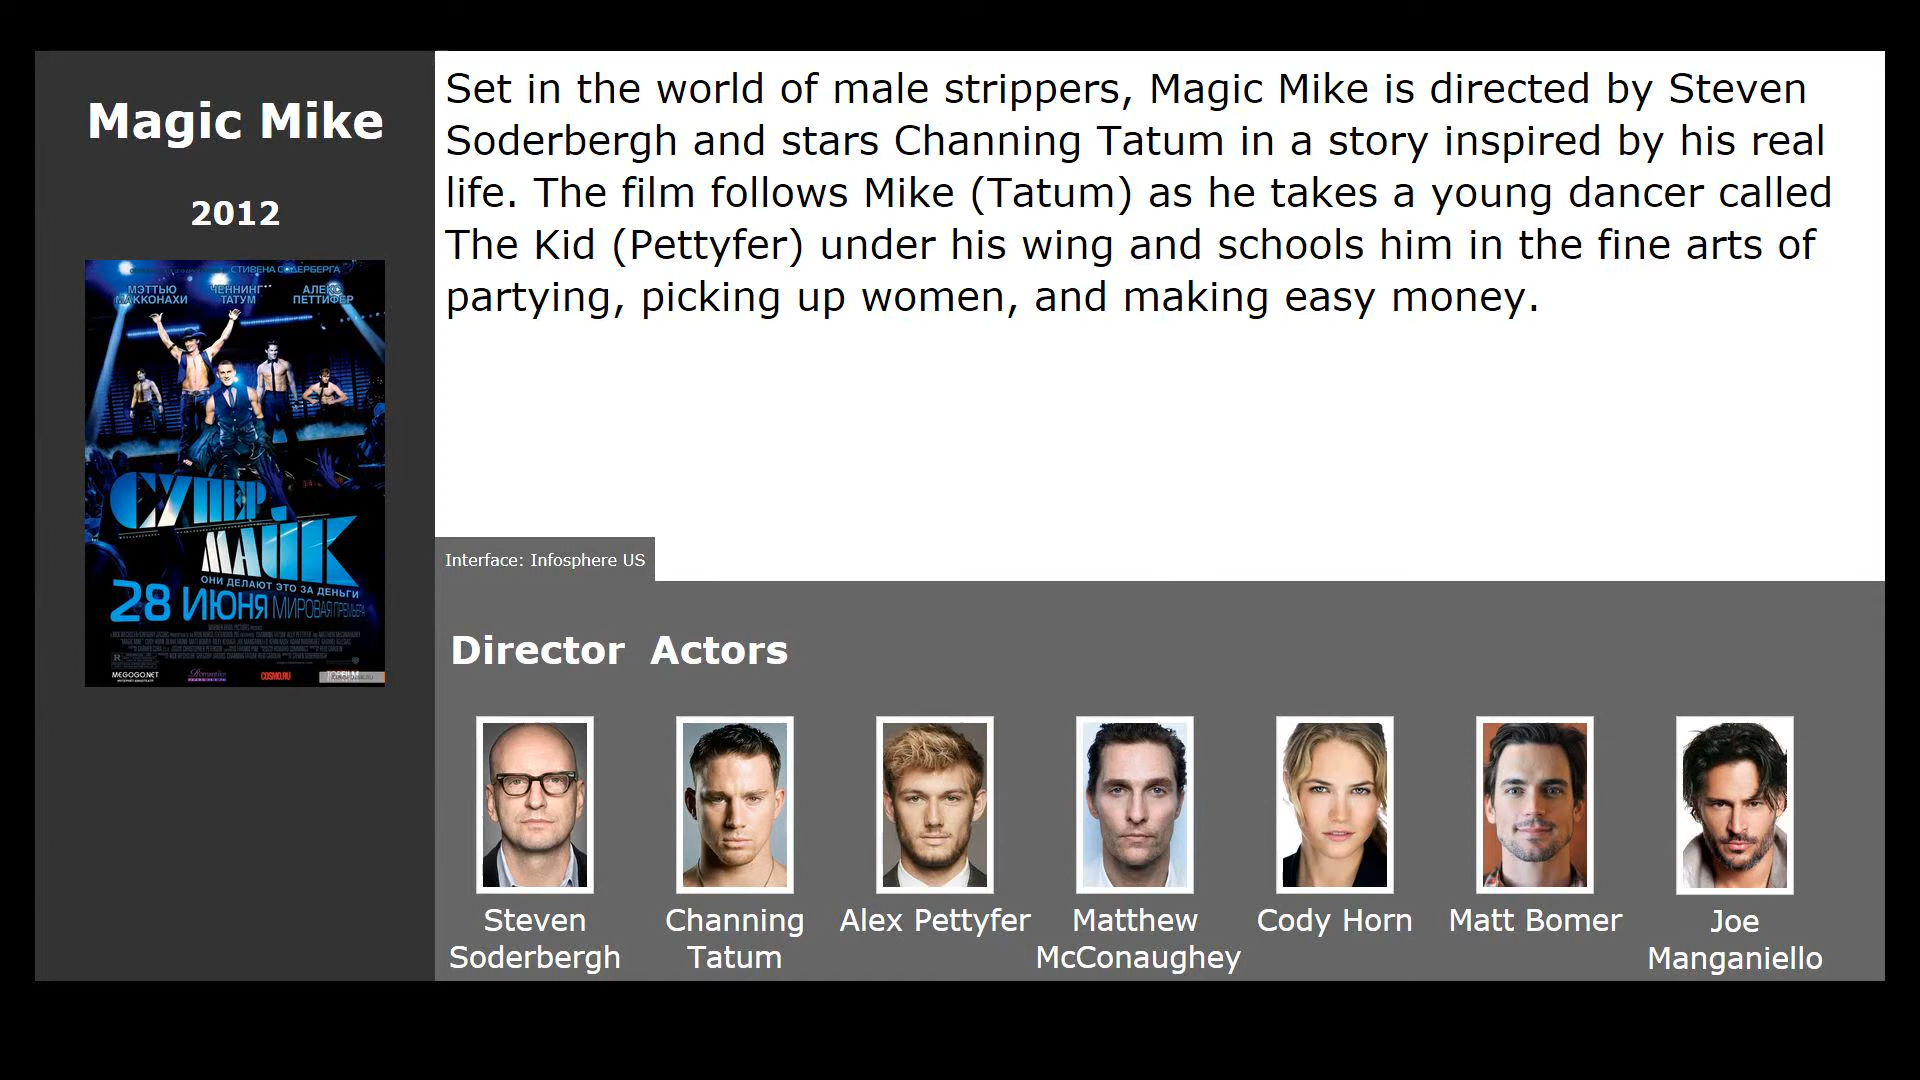 Magic Mike
2012
СТИВЕНА СОДЕРБЕРГА
МЭТТЬЮ МАККОНАХИ
ЧЕННИНГ ТАТУМ
АЛЕКС ПЕТТИФЕР
СУПЕР
МАЙК
ОНИ ДЕЛАЮТ ЭТО ЗА ДЕНЬГИ
28 ИЮНЯ МИРОВАЯ ПРЕМЬЕРА
MEGOGO.NET
COSMO.RU
Set in the world of male strippers, Magic Mike is directed by Steven
Soderbergh and stars Channing Tatum in a story inspired by his real
life. The film follows Mike (Tatum) as he takes a young dancer called
The Kid (Pettyfer) under his wing and schools him in the fine arts of
partying, picking up women, and making easy money.
Interface: Infosphere US
Director Actors
Steven
Soderbergh
Channing
Tatum
Alex Pettyfer
Matthew
McConaughey
Cody Horn
Matt Bomer
Joe
Manganiello